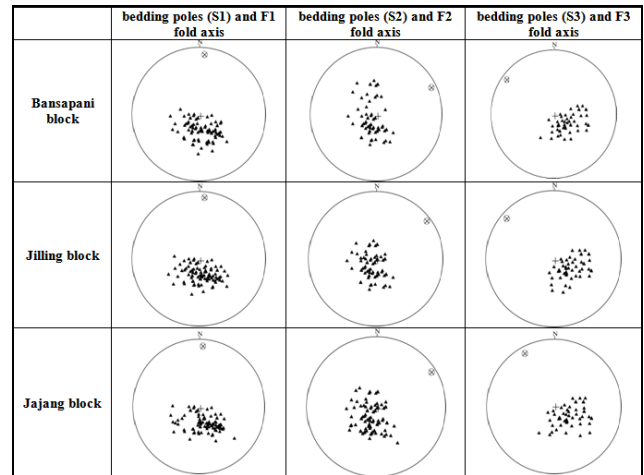 bedding poles (S1) and F1
fold axis
bedding poles (S2) and F2
fold axis
bedding poles (S3) and F3
fold axis
Bansapani
block
N
N
N
Jilling block
N
N
N
Jajang block
N
N
N